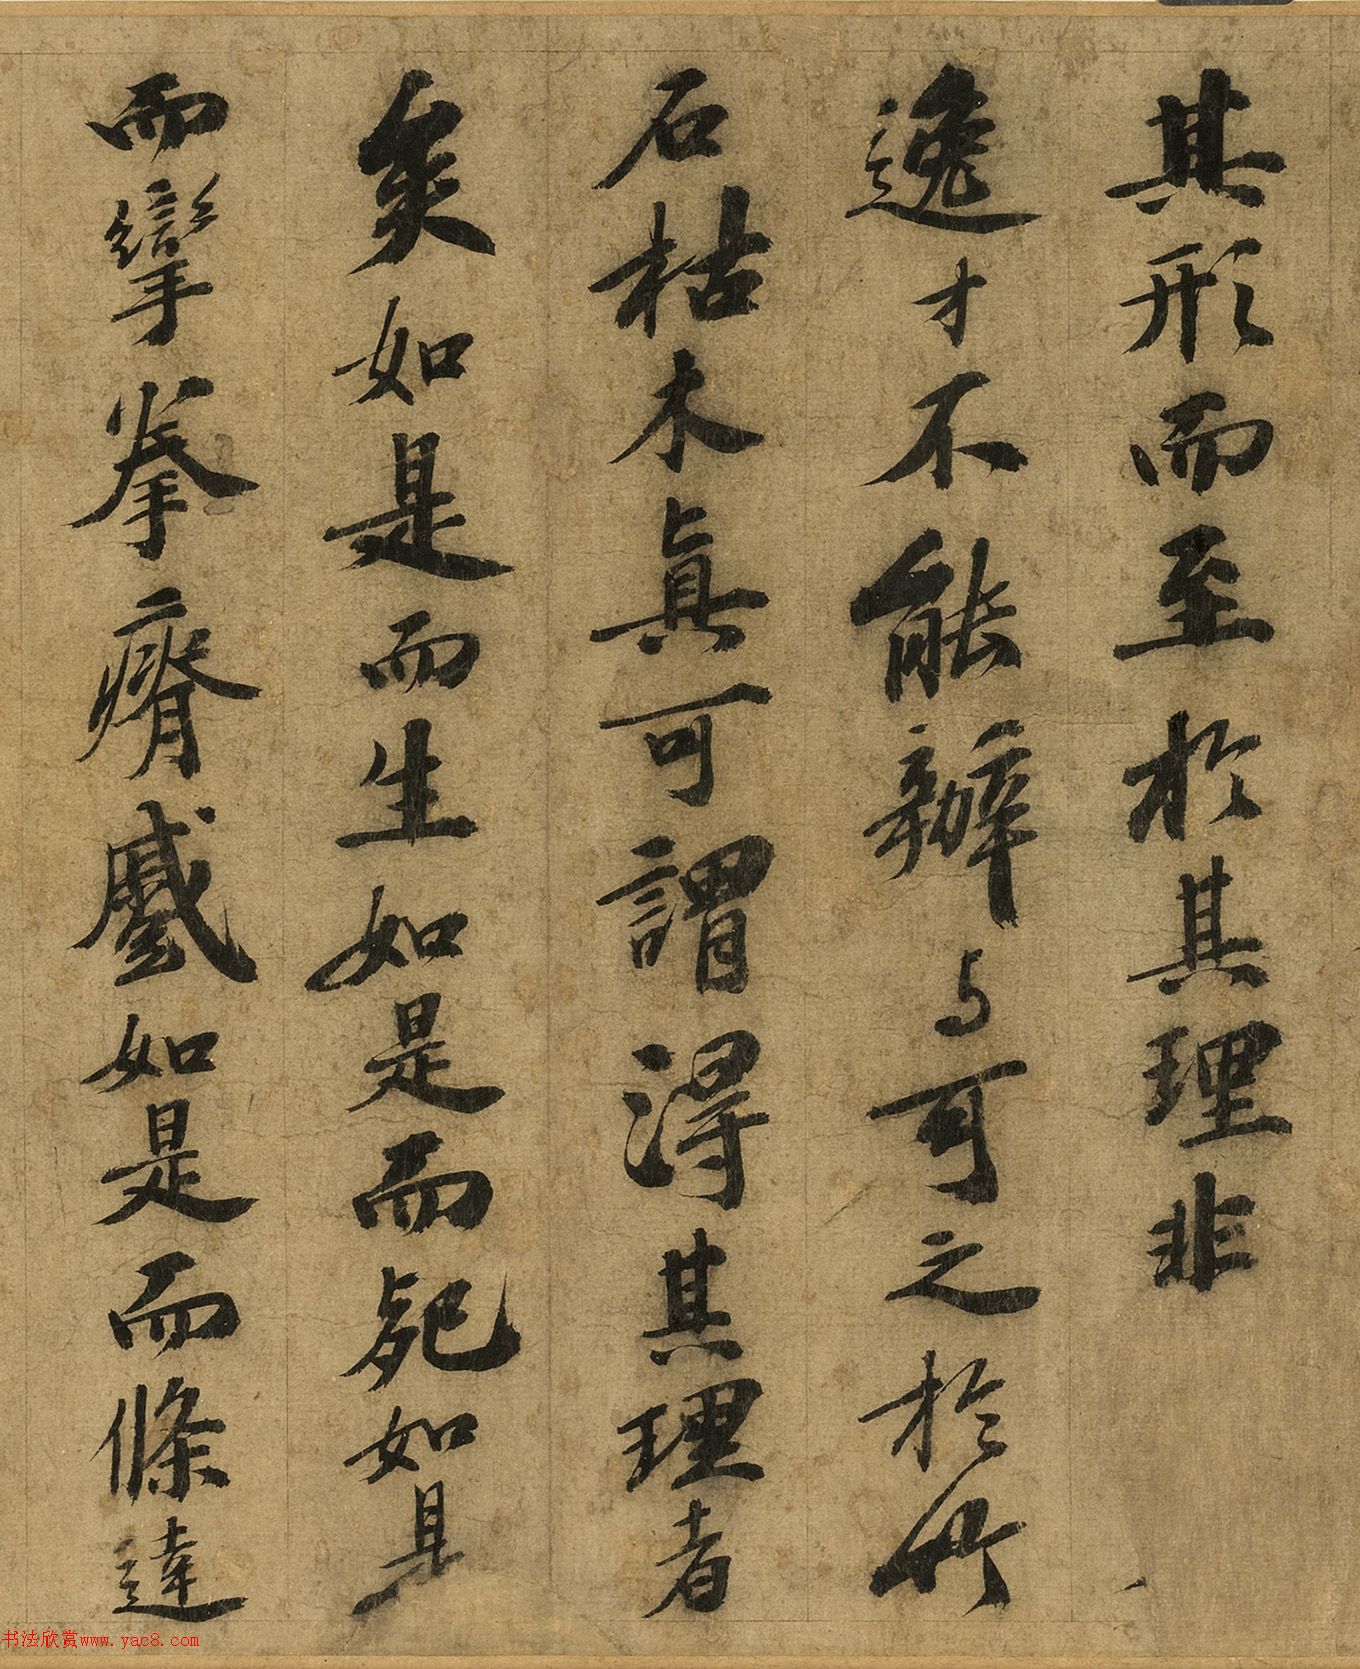 其形而至於其理非
逸才不能辦与可之於竹
石枯木真可謂得其理者
矣如是而生如是而死如是
而攣拳瘠蹙如是而條達
书法欣赏www.yac8.com